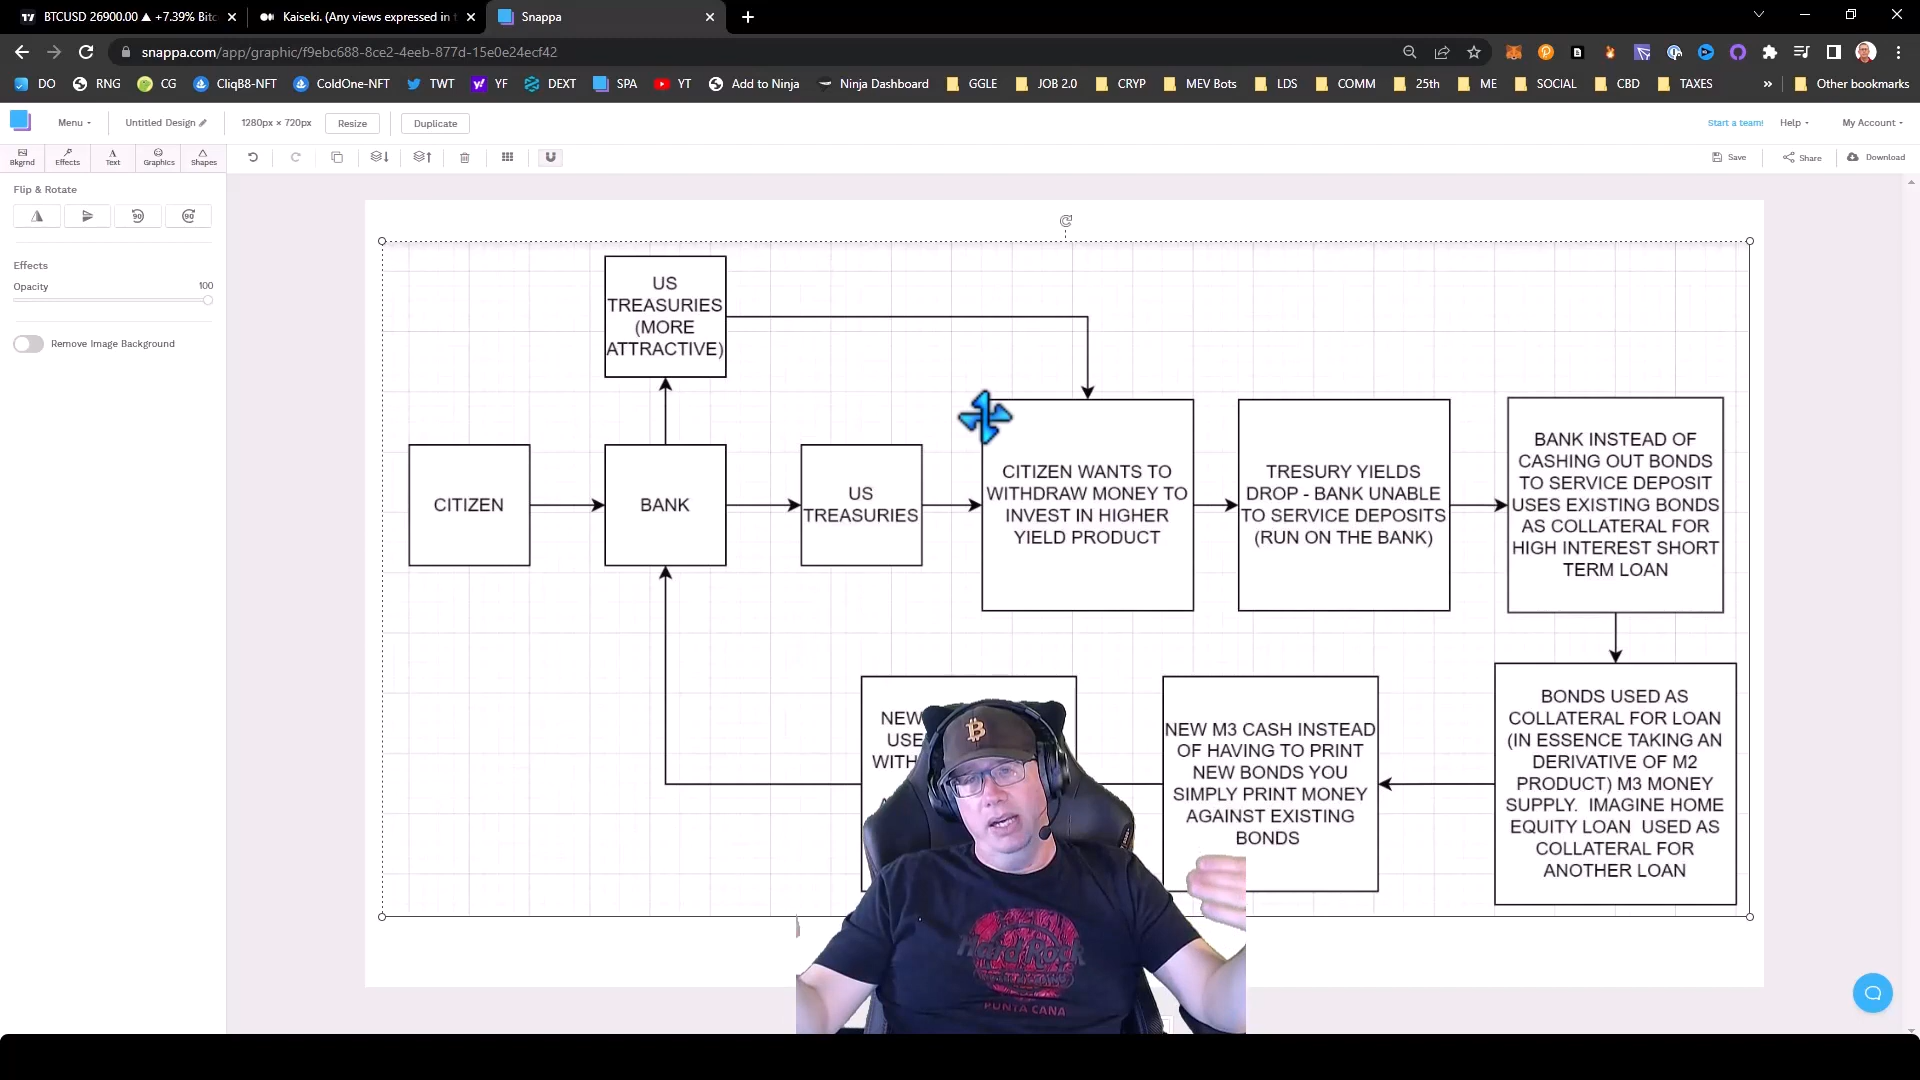 BTCUSD 26900.00 ▲ +7.39% Bitc
Kaiseki. (Any views expressed in t
Snappa
snappa.com/app/graphic/f9ebc688-8ce2-4eeb-877d-15e0e24ecf42
DO
RNG
CG
CliqB8-NFT
ColdOne-NFT
TWT
YF
DEXT
SPA
YT
Add to Ninja
Ninja Dashboard
GGLE
JOB 2.0
CRYP
MEV Bots
LDS
COMM
25th
ME
SOCIAL
CBD
TAXES
»
Other bookmarks
Menu
Untitled Design
1280px × 720px
Resize
Duplicate
Start a team!
Help
My Account
Bkgrnd
Effects
Text
Graphics
Shapes
Save
Share
Download
Flip & Rotate
90
90
Effects
Opacity
100
Remove Image Background
US
TREASURIES
(MORE
ATTRACTIVE)
CITIZEN
BANK
US
TREASURIES
CITIZEN WANTS TO
WITHDRAW MONEY TO
INVEST IN HIGHER
YIELD PRODUCT
TRESURY YIELDS
DROP - BANK UNABLE
TO SERVICE DEPOSITS
(RUN ON THE BANK)
BANK INSTEAD OF
CASHING OUT BONDS
TO SERVICE DEPOSIT
USES EXISTING BONDS
AS COLLATERAL FOR
HIGH INTEREST SHORT
TERM LOAN
BONDS USED AS
COLLATERAL FOR LOAN
(IN ESSENCE TAKING AN
DERIVATIVE OF M2
PRODUCT) M3 MONEY
SUPPLY. IMAGINE HOME
EQUITY LOAN USED AS
COLLATERAL FOR
ANOTHER LOAN
NEW M3 CASH INSTEAD
OF HAVING TO PRINT
NEW BONDS YOU
SIMPLY PRINT MONEY
AGAINST EXISTING
BONDS
NEW
USE
WITH
B
Hard Rock
PUNTA CANA